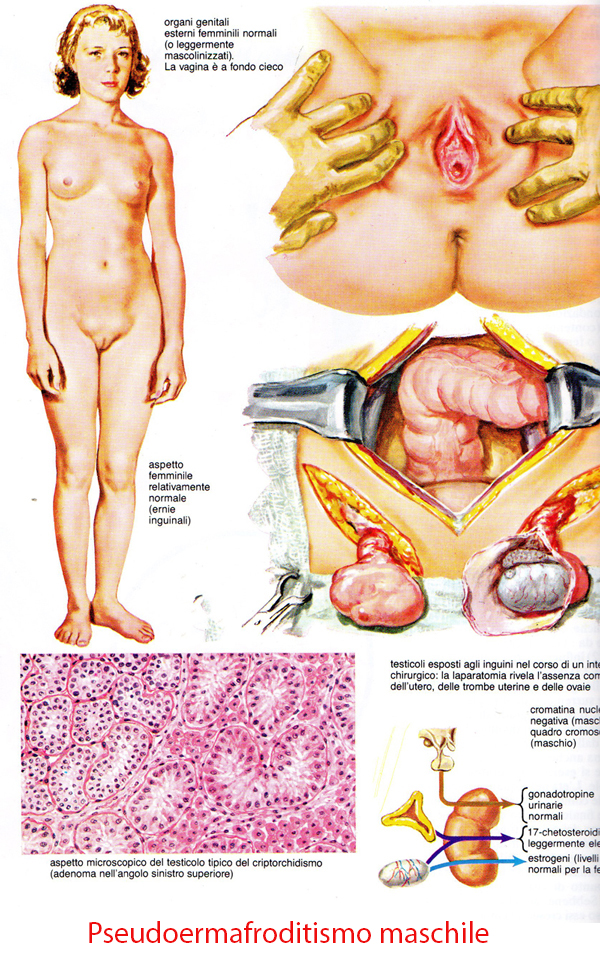 organi genitali
esterni femminili normali
(o leggermente
mascolinizzati).
La vagina è a fondo cieco
aspetto
femminile
relativamente
normale
(ernie
inguinali)
testicoli esposti agli inguini nel corso di un
chirurgico: la laparatomia rivela l'assenza
dell'utero, delle trombe uterine e delle ovaie
cromatina
negativa
quadro
(maschio)
gonadotropine
urinarie
normali
leggermente
estrogeni (livelli
normali per la
aspetto microscopico del testicolo tipico del criptorchidismo
(adenoma nell'angolo sinistro superiore)
Pseudoermafroditismo maschile